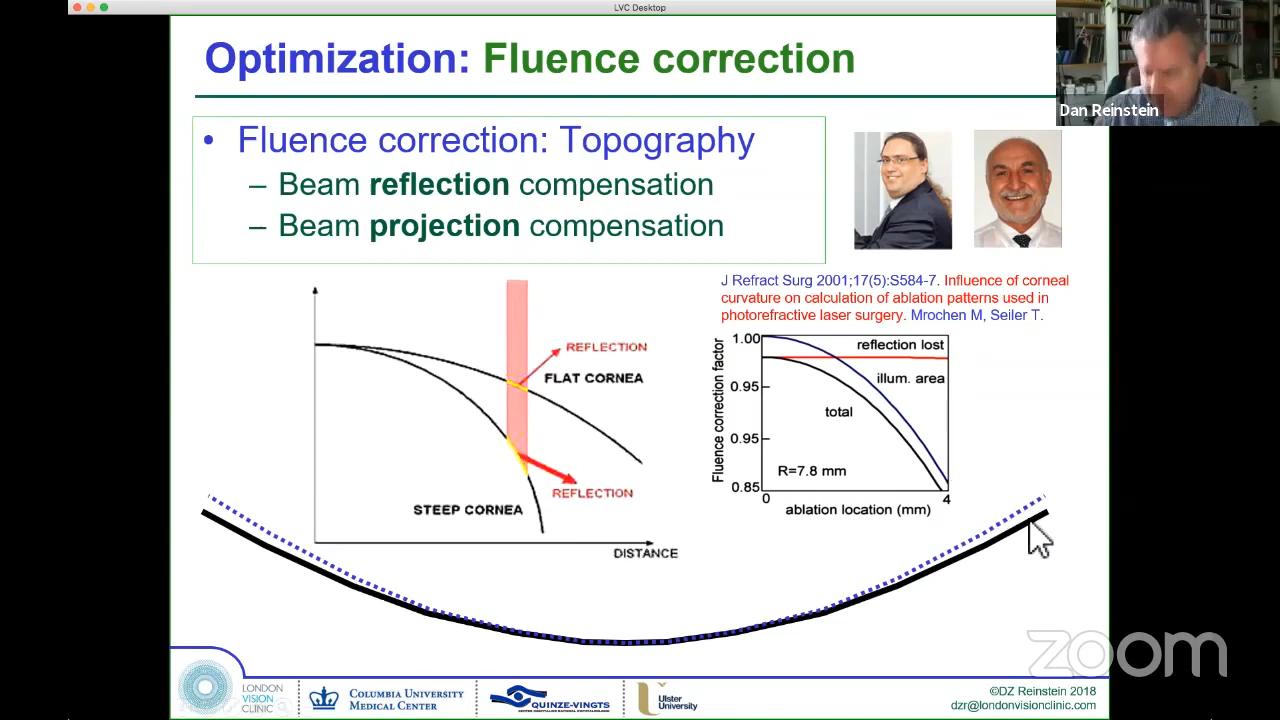 LVC Desktop
Optimization: Fluence correction
Dan Reinstein
• Fluence correction: Topography
– Beam reflection compensation
– Beam projection compensation
J Refract Surg 2001;17(5):S584-7. Influence of corneal
curvature on calculation of ablation patterns used in
photorefractive laser surgery. Mrochen M, Seiler T.
REFLECTION
FLAT CORNEA
REFLECTION
STEEP CORNEA
DISTANCE
Fluence correction factor
1.00
0.95
0.95
0.85
reflection lost
illum. area
total
R=7.8 mm
0
4
ablation location (mm)
zoom
LONDON
VISION
CLINIC
COLUMBIA UNIVERSITY
MEDICAL CENTER
QUINZE-VINGTS
Ulster
University
©DZ Reinstein 2018
dzr@londonvisionclinic.com